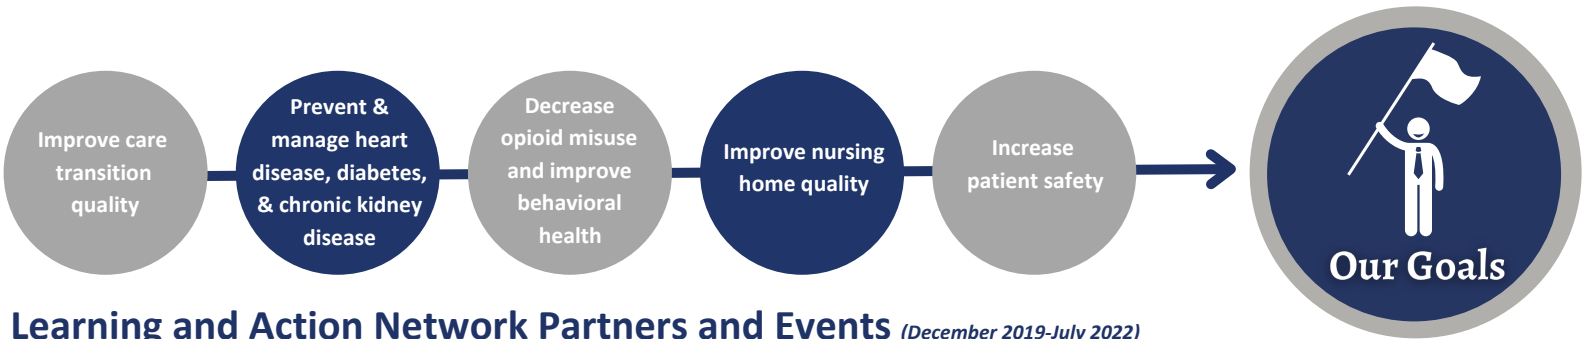 Improve care
transition
quality
Prevent &
manage heart
disease, diabetes,
& chronic kidney
disease
Decrease
opioid misuse
and improve
behavioral
health
Improve nursing
home quality
Increase
patient safety
Our Goals
Learning and Action Network Partners and Events (December 2019-July 2022)